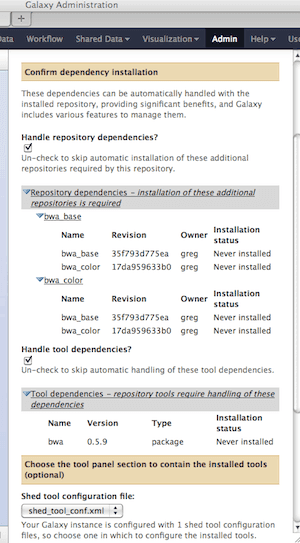 Galaxy Administration
+
Data Workflow Shared Data Visualization Admin Help Use
Confirm dependency installation
These dependencies can be automatically handled with the
installed repository, providing significant benefits, and Galaxy
includes various features to manage them.
Handle repository dependencies?
Un-check to skip automatic installation of these additional
repositories required by this repository.
Repository dependencies - installation of these additional
repositories is required
bwa_base
Name Revision Owner Installation
status
bwa_base 35f793d775ea greg Never installed
bwa_color 17da959633b0 greg Never installed
bwa_color
Name Revision Owner Installation
status
bwa_base 35f793d775ea greg Never installed
bwa_color 17da959633b0 greg Never installed
Handle tool dependencies?
Un-check to skip automatic handling of these tool dependencies.
Tool dependencies - repository tools require handling of these
dependencies
Name Version Type Installation
status
bwa 0.5.9 package Never installed
Choose the tool panel section to contain the installed tools
(optional)
Shed tool configuration file:
shed_tool_conf.xml
Your Galaxy instance is configured with 1 shed tool configuration
files, so choose one in which to configure the installed tools.